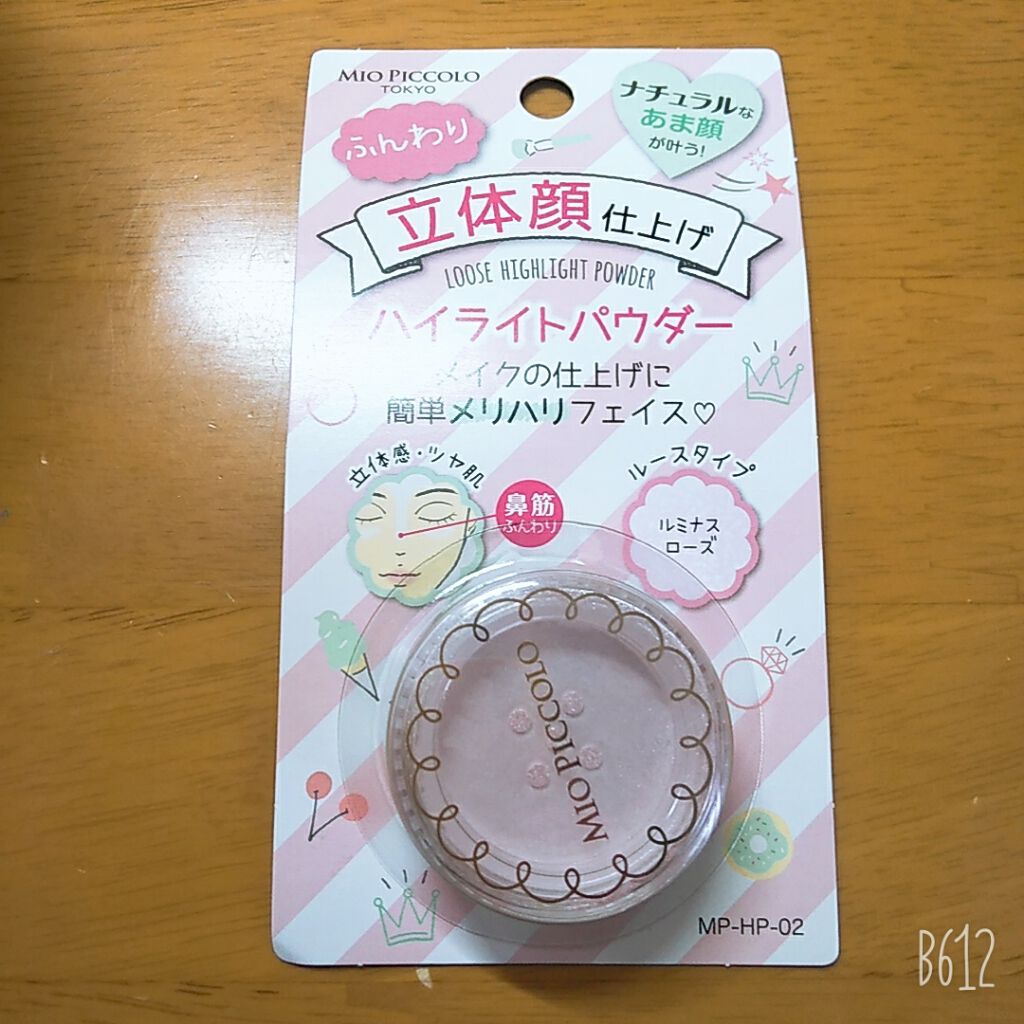 MIO PICCOLO
TOKYO
ふんわり
ナチュラルな
あま顔
が叶う!
立体顔仕上げ
LOOSE HIGHLIGHT POWDER
ハイライトパウダー
メイクの仕上げに
簡単メリハリフェイス♡
立体感・ツヤ肌
鼻筋
ふんわり
ルースタイプ
ルミナス
ローズ
MIO PICCOLO
MP-HP-02
B612